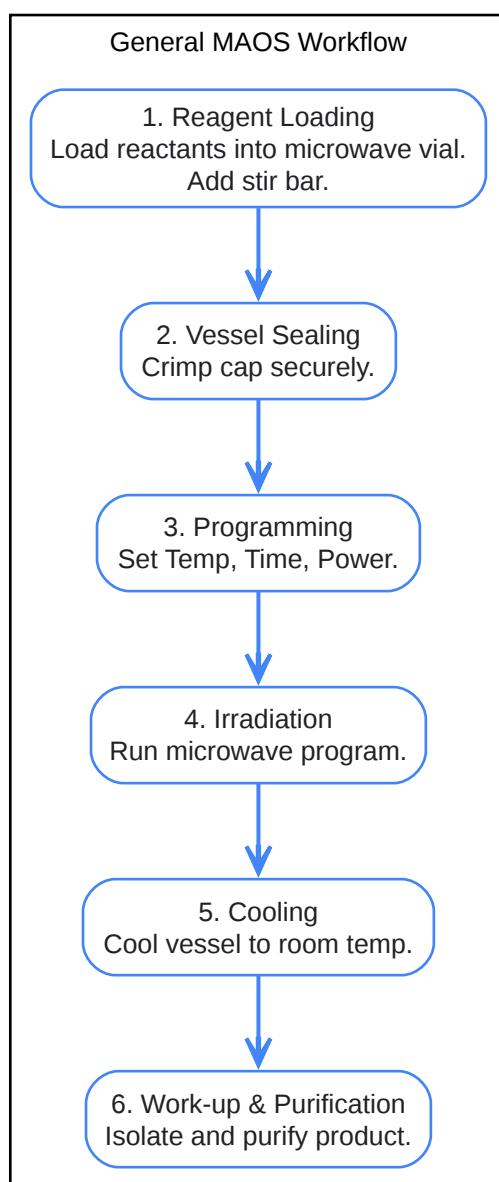 General MAOS Workflow
1. Reagent Loading
Load reactants into microwave vial.
Add stir bar.
2. Vessel Sealing
Crimp cap securely.
3. Programming
Set Temp, Time, Power.
4. Irradiation
Run microwave program.
5. Cooling
Cool vessel to room temp.
6. Work-up & Purification
Isolate and purify product.